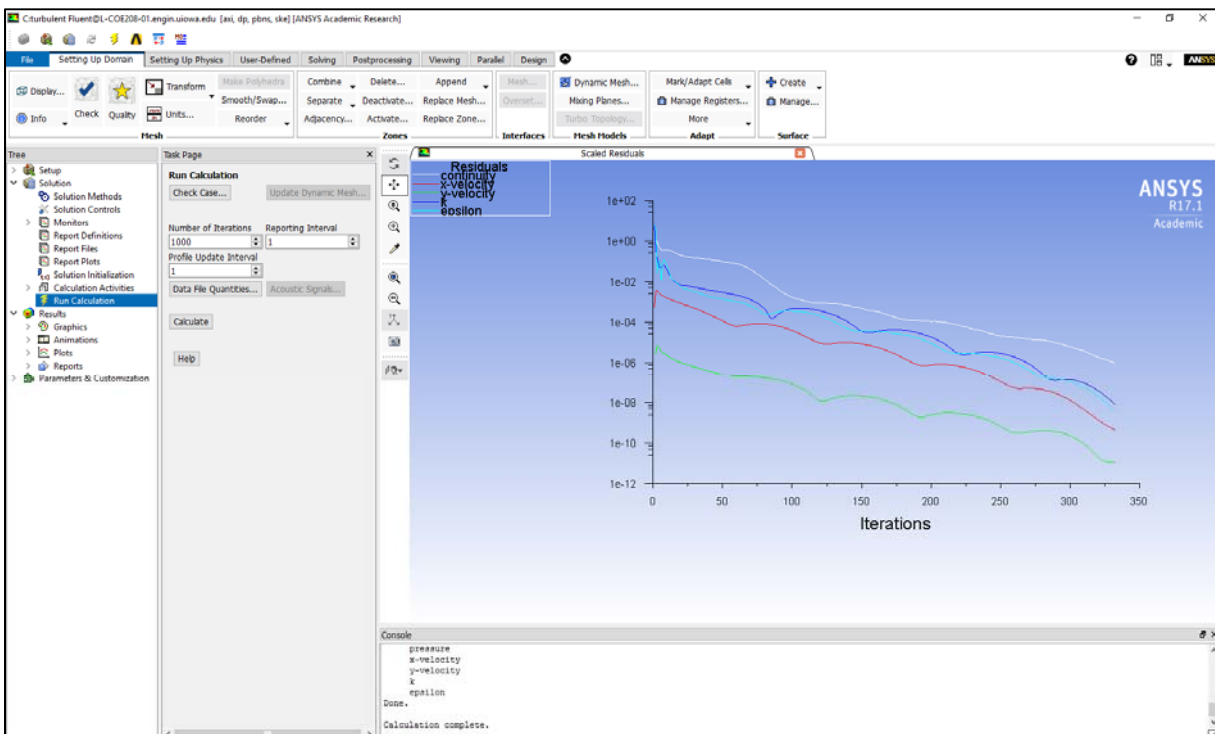 C:turbulent Fluent@L-COE208-01.engin.uiowa.edu [axi, dp, pbns, ske] [ANSYS Academic Research]
File Setting Up Domain Setting Up Physics User-Defined Solving Postprocessing Viewing Parallel Design ANSYS
Display... Check Quality Transform Make Polyhedra Combine Delete... Append Mesh... Dynamic Mesh... Mark/Adapt Cells Create
Smooth/Swap... Separate Deactivate... Replace Mesh... Overset... Mixing Planes... Manage Registers... Manage...
Info Units... Reorder Adjacency... Activate... Replace Zone... Turbo Topology... More
Mesh Zones Interfaces Mesh Models Adapt Surface
Tree
Setup
Solution
Solution Methods
Solution Controls
Monitors
Report Definitions
Report Files
Report Plots
Solution Initialization
Calculation Activities
Run Calculation
Results
Graphics
Animations
Plots
Reports
Parameters & Customization
Task Page
Run Calculation
Check Case... Update Dynamic Mesh...
Number of Iterations Reporting Interval
1000 1
Profile Update Interval
1
Data File Quantities... Acoustic Signals...
Calculate
Help
Scaled Residuals
Residuals
continuity
x-velocity
y-velocity
k
epsilon
ANSYS
R17.1
Academic
1e+02
1e+00
1e-02
1e-04
1e-06
1e-08
1e-10
1e-12
0 50 100 150 200 250 300 350
Iterations
Console
pressure
x-velocity
y-velocity
k
epsilon
Done.
Calculation complete.